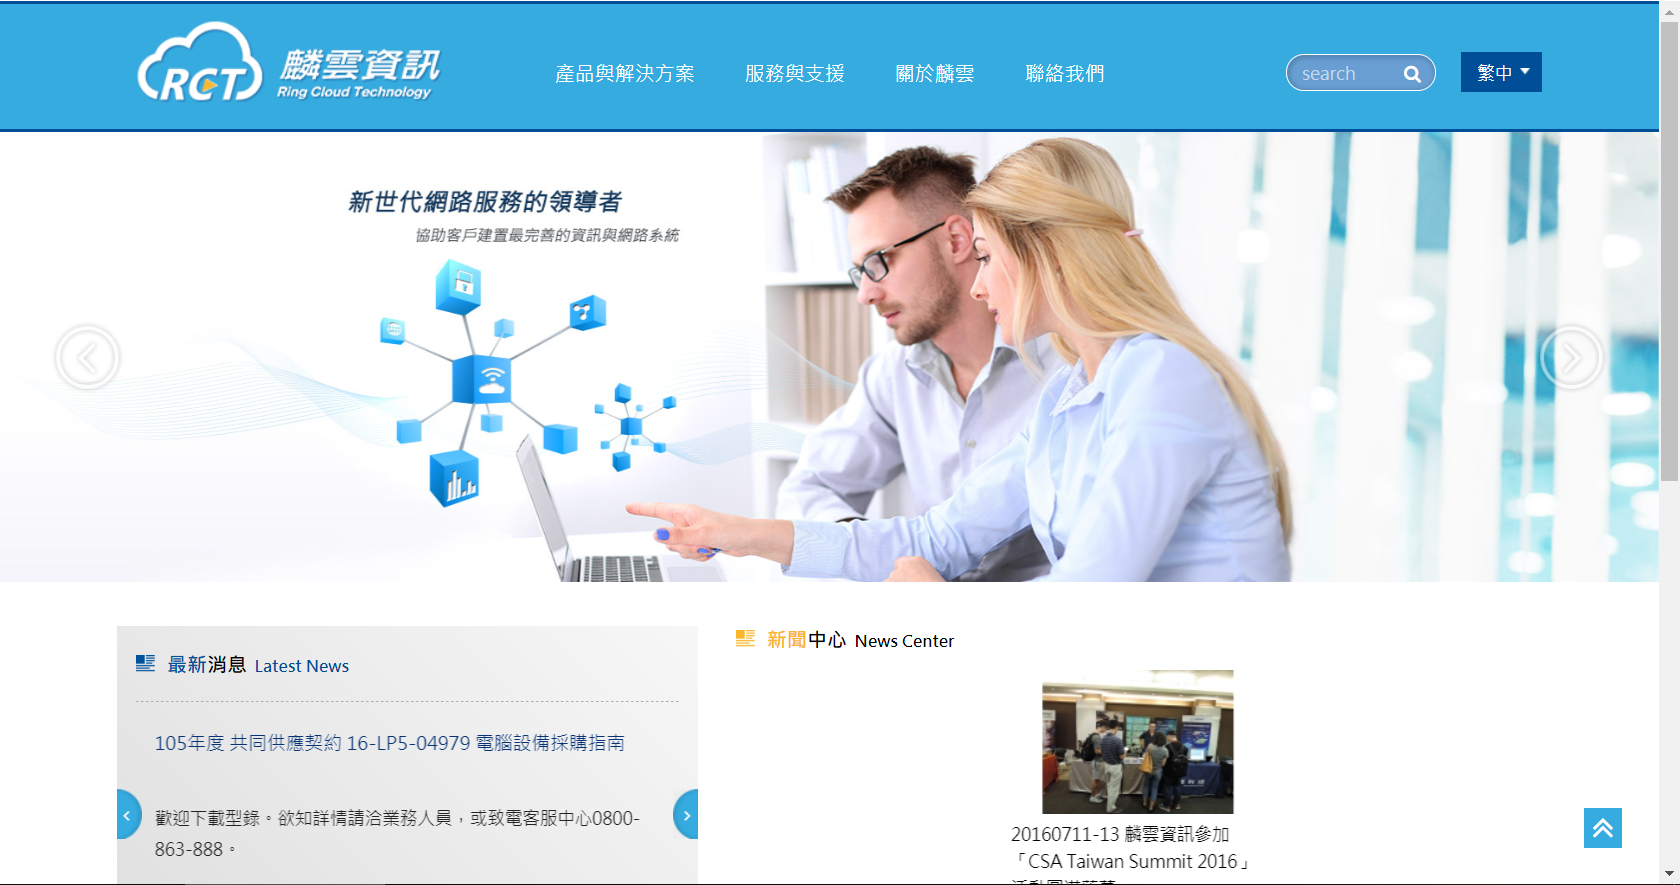 RCT 麟雲資訊
Ring Cloud Technology
產品與解決方案 服務與支援 關於麟雲 聯絡我們
search
繁中
新世代網路服務的領導者
協助客戶建置最完善的資訊與網路系統
最新消息 Latest News
105年度 共同供應契約 16-LP5-04979 電腦設備採購指南
歡迎下載型錄。欲知詳情請洽業務人員，或致電客服中心0800-
863-888。
新聞中心 News Center
20160711-13 麟雲資訊參加
「CSA Taiwan Summit 2016」